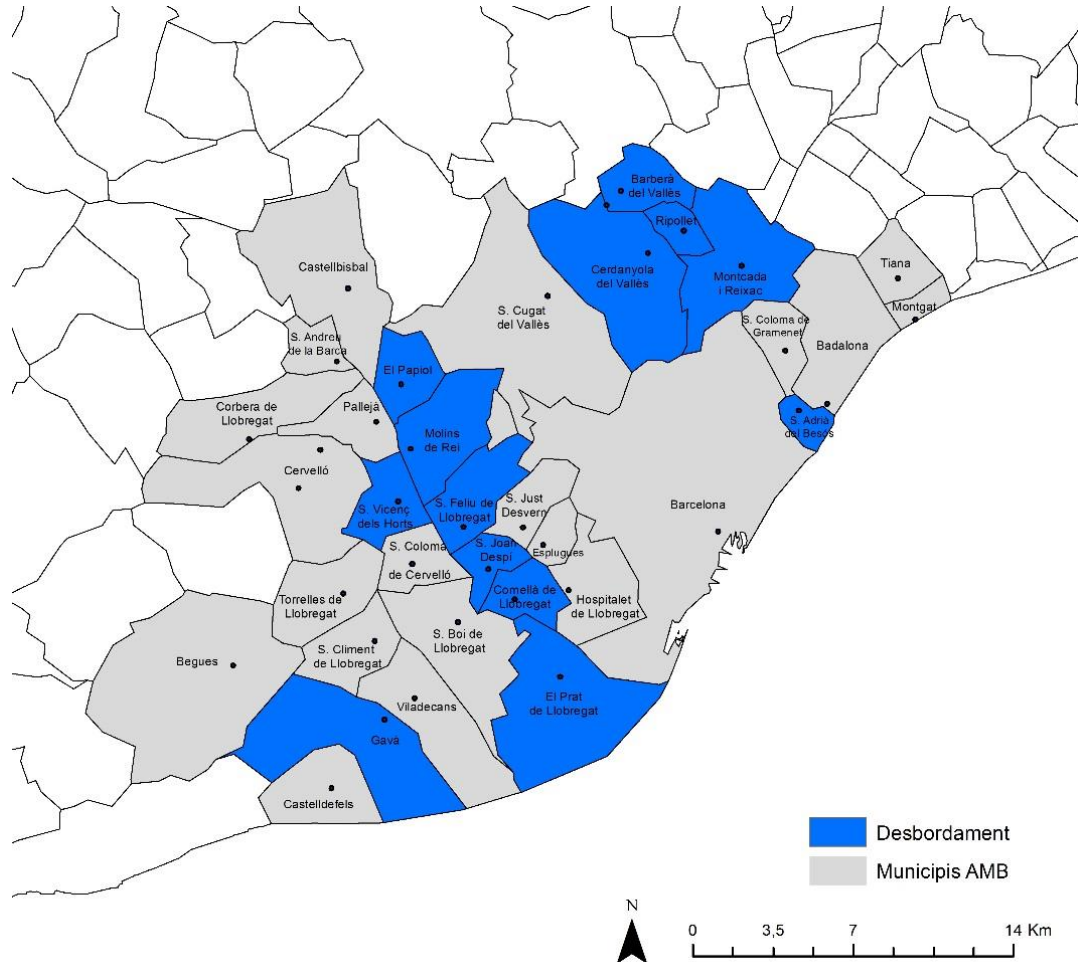 Barberà
del Vallès
Ripollet
Cerdanyola
del Vallès
Montcada
i Reixac
Tiana
Montgat
Castellbisbal
S. Cugat
del Vallès
S. Coloma de
Gramenet
Badalona
S. Andreu
de la Barca
El Papiol
Corbera de
Llobregat
Pallejà
Molins
de Rei
S. Adrià
del Besòs
Cervelló
S. Vicenç
dels Horts
S. Feliu de
Llobregat
S. Just
Desvern
Barcelona
S. Coloma
de Cervelló
S. Joan
Despí
Esplugues
Torrelles de
Llobregat
Cornellà de
Llobregat
Hospitalet
de Llobregat
S. Boi de
Llobregat
Begues
S. Climent
de Llobregat
Viladecans
El Prat
de Llobregat
Gavà
Castelldefels
Desbordament
Municipis AMB
N
0 3,5 7 14 Km